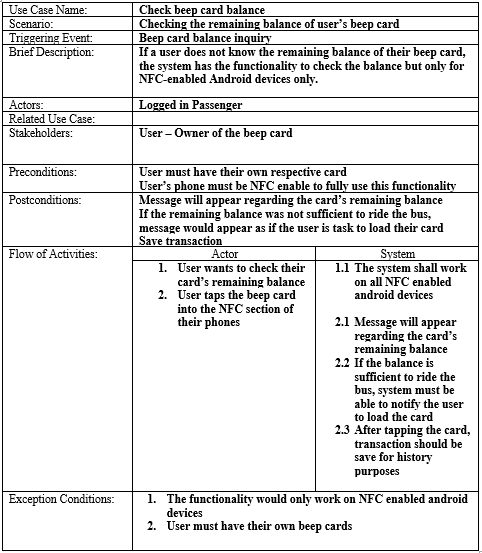 Use Case Name: Check beep card balance
Scenario: Checking the remaining balance of user's beep card
Triggering Event: Beep card balance inquiry
Brief Description: If a user does not know the remaining balance of their beep card,
the system has the functionality to check the balance but only for
NFC-enabled Android devices only.
Actors: Logged in Passenger
Related Use Case:
Stakeholders: User – Owner of the beep card
Preconditions: User must have their own respective card
User's phone must be NFC enable to fully use this functionality
Postconditions: Message will appear regarding the card's remaining balance
If the remaining balance was not sufficient to ride the bus,
message would appear as if the user is task to load their card
Save transaction
Flow of Activities: Actor System
1. User wants to check their
card's remaining balance
2. User taps the beep card
into the NFC section of
their phones
1.1 The system shall work
on all NFC enabled
android devices
2.1 Message will appear
regarding the card's
remaining balance
2.2 If the balance is
sufficient to ride the
bus, system must be
able to notify the user
to load the card
2.3 After tapping the card,
transaction should be
save for history
purposes
Exception Conditions: 1. The functionality would only work on NFC enabled android
devices
2. User must have their own beep cards